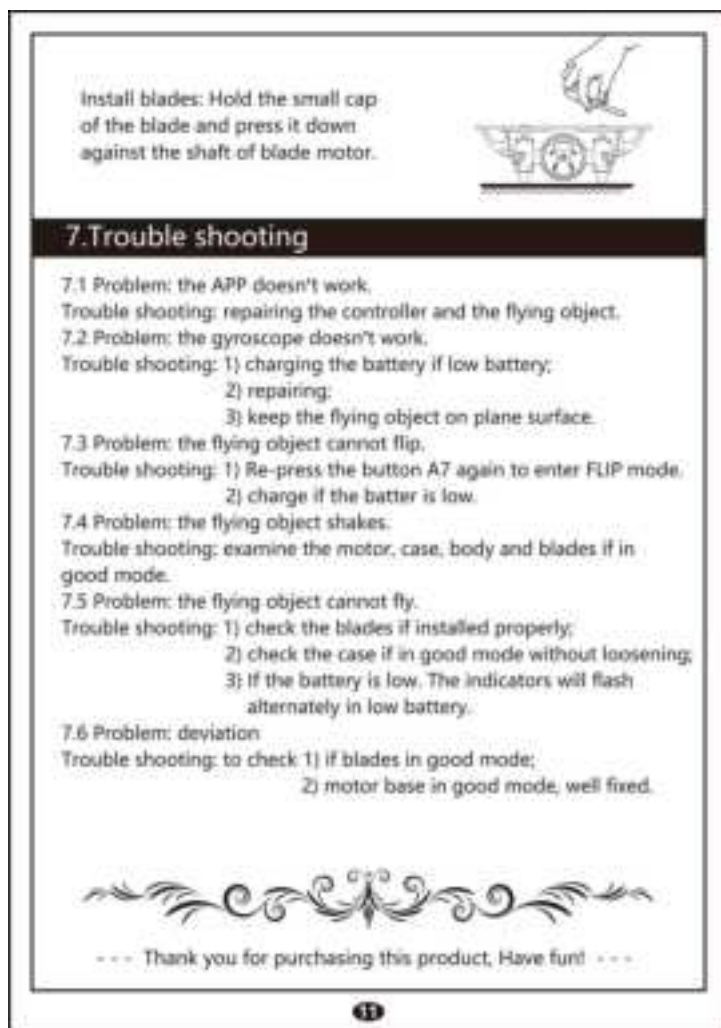 Install blades: Hold the small cap
of the blade and press it down
against the shaft of blade motor.
7.Trouble shooting
7.1 Problem: the APP doesn't work.
Trouble shooting: repairing the controller and the flying object.
7.2 Problem: the gyroscope doesn't work.
Trouble shooting: 1) charging the battery if low battery;
2) repairing;
3) keep the flying object on plane surface.
7.3 Problem: the flying object cannot flip.
Trouble shooting: 1) Re-press the button A7 again to enter FLIP mode.
2) charge if the batter is low.
7.4 Problem: the flying object shakes.
Trouble shooting: examine the motor, case, body and blades if in
good mode.
7.5 Problem: the flying object cannot fly.
Trouble shooting: 1) check the blades if installed properly;
2) check the case if in good mode without loosening;
3) If the battery is low. The indicators will flash
alternately in low battery.
7.6 Problem: deviation
Trouble shooting: to check 1) if blades in good mode;
2) motor base in good mode, well fixed.
- - - Thank you for purchasing this product, Have fun! - - -
11